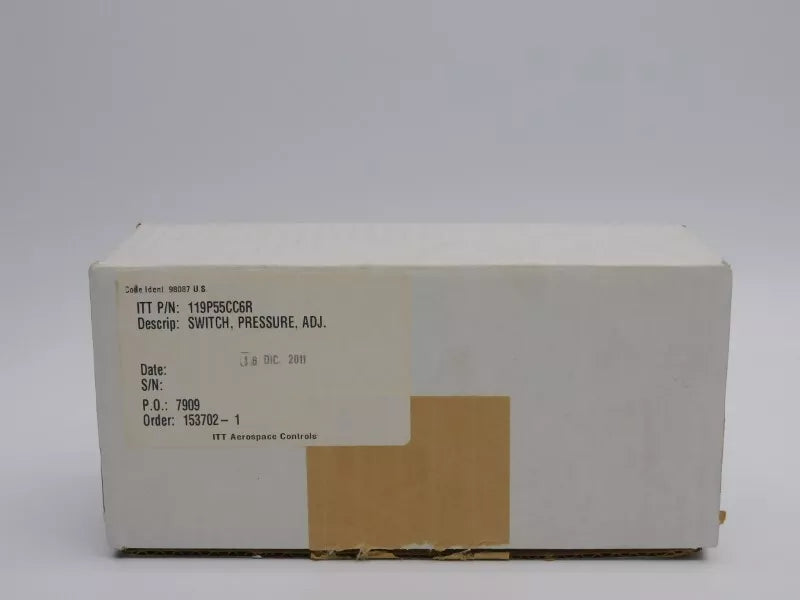 Code Ident. 98087 U.S.
ITT P/N: 119P55CC6R
Descrip: SWITCH, PRESSURE, ADJ.
DIC. 2011
Date:
S/N:
P.O.: 7909
Order: 153702- 1
ITT Aerospace Controls